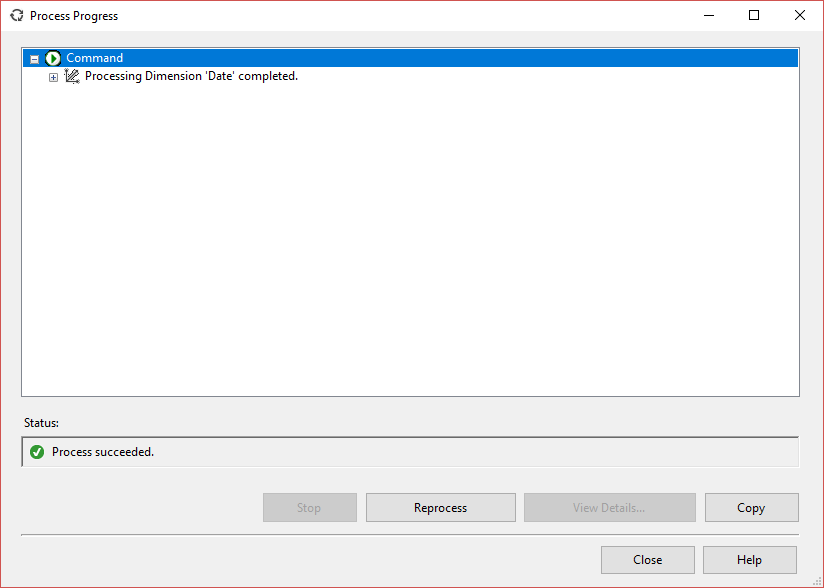 Process Progress
Command
Processing Dimension 'Date' completed.
Status:
Process succeeded.
Stop Reprocess View Details... Copy
Close Help